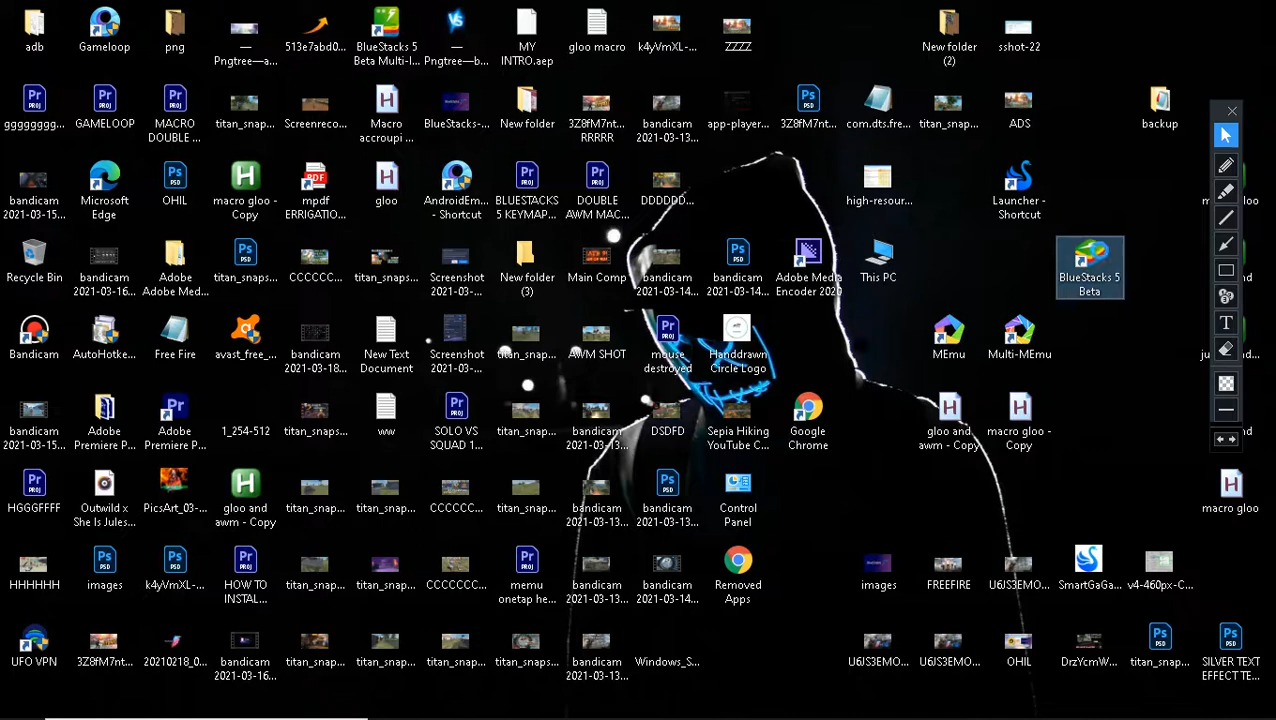 adb
Gameloop
png
—
Pngtree—a...
513e7abd0...
BlueStacks 5
Beta Multi-I...
—
Pngtree—b...
MY
INTRO.aep
gloo macro
k4yVmXL-...
ZZZZ
New folder
(2)
sshot-22
gggggggg...
GAMELOOP
MACRO
DOUBLE ...
titan_snap...
Screenreco...
Macro
accroupi ...
BlueStacks-...
New folder
3Z8fM7nt...
RRRRR
bandicam
2021-03-13...
app-player...
3Z8fM7nt...
com.dts.fre...
titan_snap...
ADS
backup
bandicam
2021-03-15...
Microsoft
Edge
OHIL
macro gloo -
Copy
mpdf
ERRIGATIO...
gloo
AndroidEm...
- Shortcut
BLUESTACKS
5 KEYMAP...
DOUBLE
AWM MAC...
DDDDDD...
high-resour...
Launcher -
Shortcut
Recycle Bin
bandicam
2021-03-16...
Adobe
Adobe Med...
titan_snaps...
CCCCCC...
titan_snaps...
Screenshot
2021-03-...
New folder
(3)
Main Comp
bandicam
2021-03-14...
bandicam
2021-03-14...
Adobe Media
Encoder 2020
This PC
BlueStacks 5
Beta
Bandicam
AutoHotke...
Free Fire
avast_free_...
bandicam
2021-03-18...
New Text
Document
Screenshot
2021-03-...
titan_snap...
AWM SHOT
mouse
destroyed
Handdrawn
Circle Logo
MEmu
Multi-MEmu
bandicam
2021-03-15...
Adobe
Premiere P...
Adobe
Premiere P...
1_254-512
titan_snaps...
ww
SOLO VS
SQUAD 1...
titan_snap...
bandicam
2021-03-13...
DSDFD
Sepia Hiking
YouTube C...
Google
Chrome
gloo and
awm - Copy
macro gloo -
Copy
HGGGFFFF
Outwild x
She Is Jules...
PicsArt_03-...
gloo and
awm - Copy
titan_snap...
titan_snap...
CCCCCC...
titan_snap...
bandicam
2021-03-13...
bandicam
2021-03-13...
Control
Panel
macro gloo
HHHHHH
images
k4yVmXL-...
HOW TO
INSTAL...
titan_snap...
titan_snap...
CCCCCCC...
memu
onetap he...
bandicam
2021-03-13...
bandicam
2021-03-14...
Removed
Apps
images
FREEFIRE
U6JS3EMO...
SmartGaGa...
v4-460px-C...
UFO VPN
3Z8fM7nt...
20210218_0...
bandicam
2021-03-16...
titan_snap...
titan_snap...
titan_snap...
titan_snaps...
bandicam
2021-03-13...
Windows_S...
U6JS3EMO...
U6JS3EMO...
OHIL
DrzYcmW...
titan_snap...
SILVER TEXT
EFFECT TE...